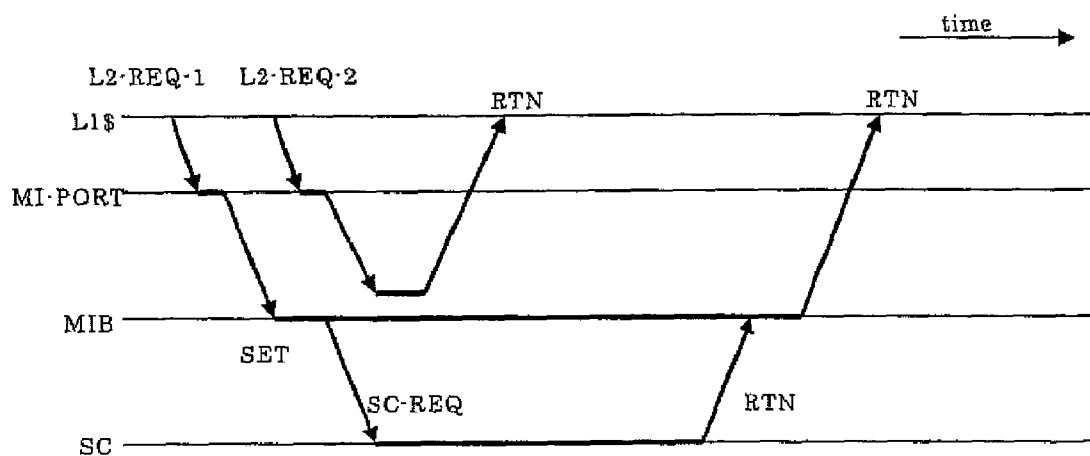 time
L2·REQ·1 L2·REQ·2
RTN RTN
L1$
MI·PORT
MIB
SET
SC·REQ RTN
SC